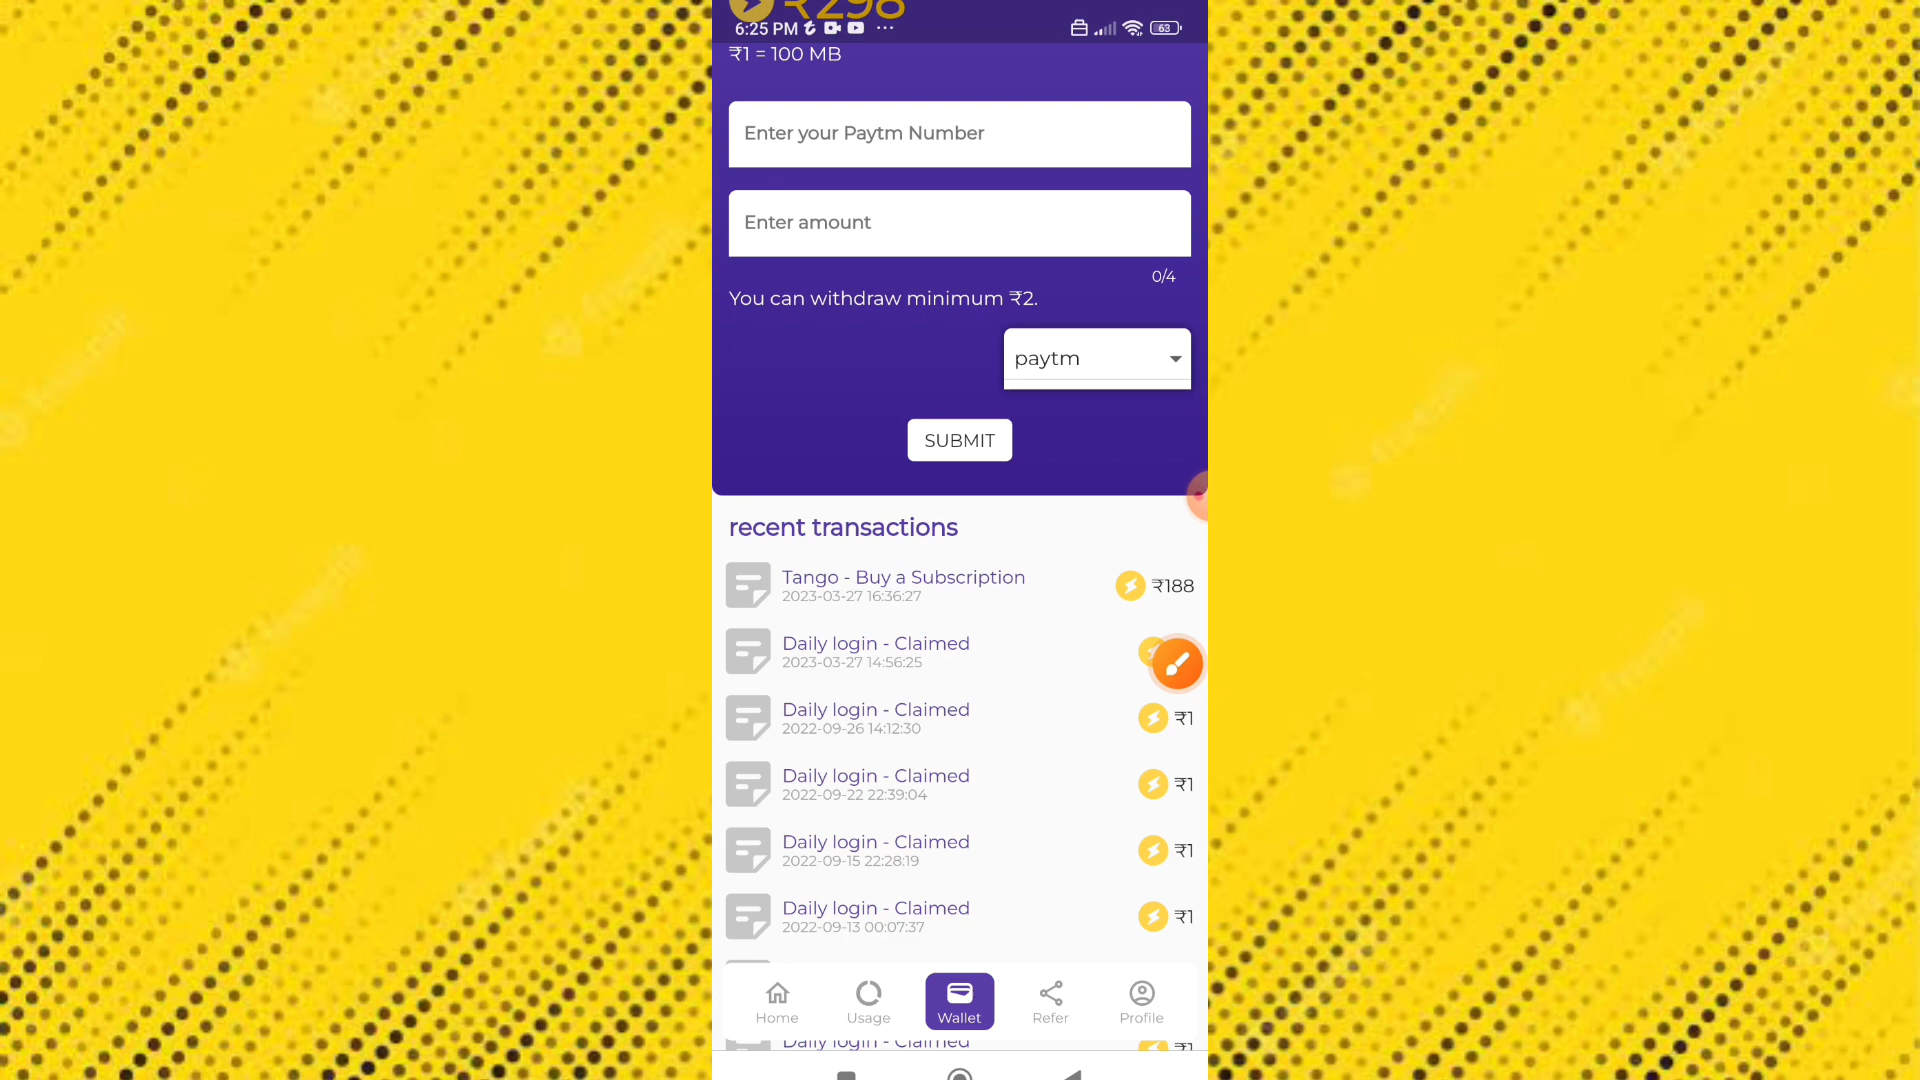 ₹298
6:25 PM
63
₹1 = 100 MB
Enter your Paytm Number
Enter amount
0/4
You can withdraw minimum ₹2.
paytm
SUBMIT
recent transactions
Tango - Buy a Subscription
₹188
2023-03-27 16:36:27
Daily login - Claimed
2023-03-27 14:56:25
Daily login - Claimed
₹1
2022-09-26 14:12:30
Daily login - Claimed
₹1
2022-09-22 22:39:04
Daily login - Claimed
₹1
2022-09-15 22:28:19
Daily login - Claimed
₹1
2022-09-13 00:07:37
Home
Usage
Wallet
Refer
Profile
Daily login - Claimed
₹1